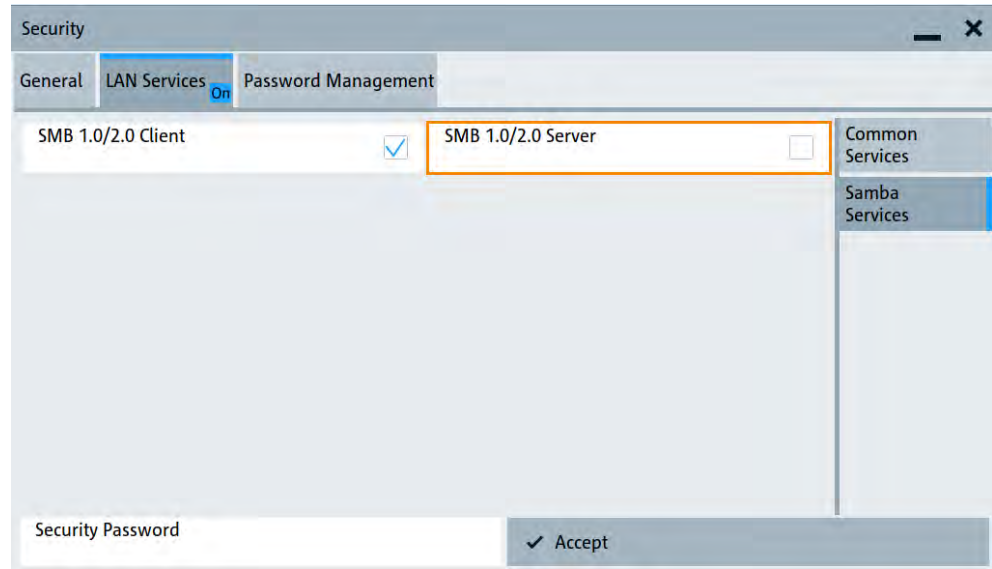 Security
General LAN Services On Password Management
SMB 1.0/2.0 Client
SMB 1.0/2.0 Server
Common
Services
Samba
Services
Security Password
Accept